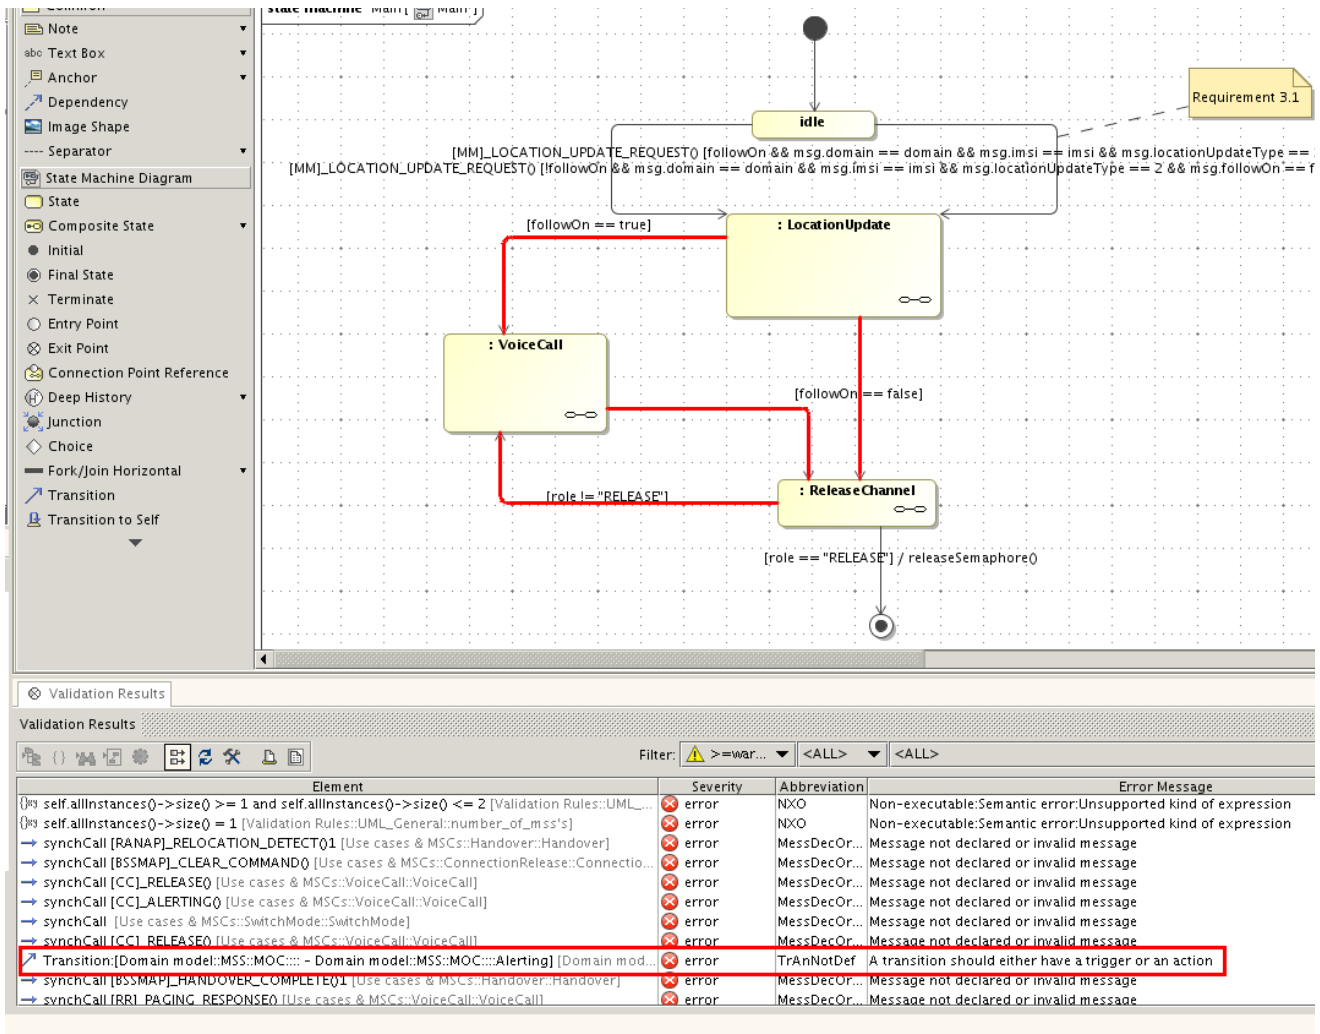 Common
state machine Main [ Main ]
Note
abc Text Box
Anchor
Dependency
Image Shape
Separator
State Machine Diagram
State
Composite State
Initial
Final State
Terminate
Entry Point
Exit Point
Connection Point Reference
Deep History
Junction
Choice
Fork/Join Horizontal
Transition
Transition to Self
Requirement 3.1
idle
[MM]_LOCATION_UPDATE_REQUEST() [followOn && msg.domain == domain && msg.imsi == imsi && msg.locationUpdateType ==
[MM]_LOCATION_UPDATE_REQUEST() [!followOn && msg.domain == domain && msg.imsi == imsi && msg.locationUpdateType == 2 && msg.followOn == f
[followOn == true]
: LocationUpdate
: VoiceCall
[followOn == false]
: ReleaseChannel
[role != "RELEASE"]
[role == "RELEASE"] / releaseSemaphore()
Validation Results
Validation Results
Filter: >=war... <ALL> <ALL>
Element Severity Abbreviation Error Message
self.allInstances()->size() >= 1 and self.allInstances()->size() <= 2 [Validation Rules::UML_... error NXO Non-executable:Semantic error:Unsupported kind of expression
self.allInstances()->size() = 1 [Validation Rules::UML_General::number_of_mss's] error NXO Non-executable:Semantic error:Unsupported kind of expression
synchCall [RANAP]_RELOCATION_DETECT()1 [Use cases & MSCs::Handover::Handover] error MessDecOr... Message not declared or invalid message
synchCall [BSSMAP]_CLEAR_COMMAND() [Use cases & MSCs::ConnectionRelease::Connectio... error MessDecOr... Message not declared or invalid message
synchCall [CC]_RELEASE() [Use cases & MSCs::VoiceCall::VoiceCall] error MessDecOr... Message not declared or invalid message
synchCall [CC]_ALERTING() [Use cases & MSCs::VoiceCall::VoiceCall] error MessDecOr... Message not declared or invalid message
synchCall [Use cases & MSCs::SwitchMode::SwitchMode] error MessDecOr... Message not declared or invalid message
synchCall [CC]_RELEASE() [Use cases & MSCs::VoiceCall::VoiceCall] error MessDecOr... Message not declared or invalid message
Transition:[Domain model::MSS::MOC:::: - Domain model::MSS::MOC::::Alerting] [Domain mod... error TrAnNotDef A transition should either have a trigger or an action
synchCall [BSSMAP]_HANDOVER_COMPLETE()1 [Use cases & MSCs::Handover::Handover] error MessDecOr... Message not declared or invalid message
synchCall [RR]_PAGING_RESPONSE() [Use cases & MSCs::VoiceCall::VoiceCall] error MessDecOr... Message not declared or invalid message